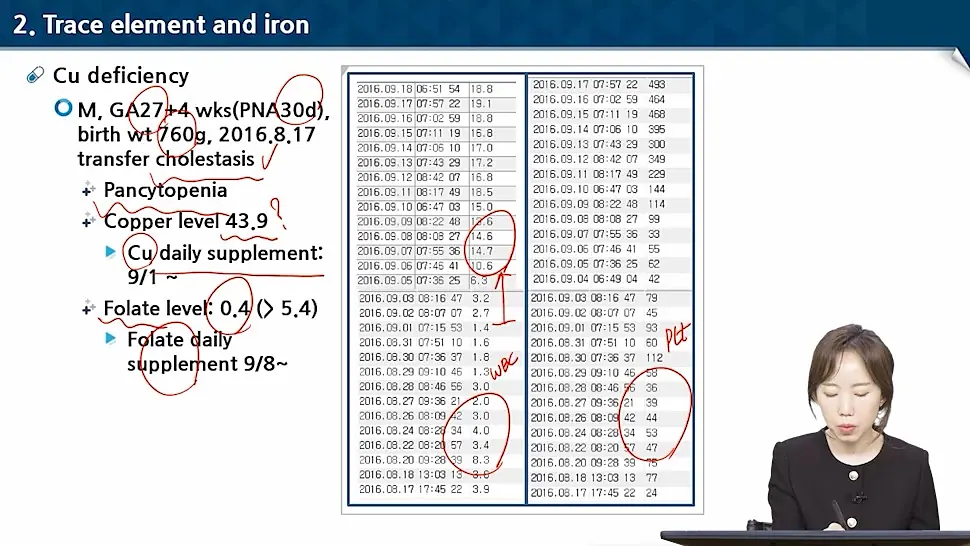 2. Trace element and iron
Cu deficiency
M, GA27+4 wks(PNA30d),
birth wt 760g, 2016.8.17
transfer cholestasis
Pancytopenia
Copper level 43.9 ?
Cu daily supplement:
9/1 ~
Folate level: 0.4 (> 5.4)
Folate daily
supplement 9/8~
2016.09.18 06:51 54 18.8
2016.09.17 07:57 22 19.1
2016.09.16 07:02 59 18.8
2016.09.15 07:11 19 16.8
2016.09.14 07:06 10 17.0
2016.09.13 07:43 29 17.2
2016.09.12 08:42 07 16.8
2016.09.11 08:17 49 18.5
2016.09.10 06:47 03 15.0
2016.09.09 08:22 48 13.6
2016.09.08 08:08 27 14.6
2016.09.07 07:55 36 14.7
2016.09.06 07:46 41 10.6
2016.09.05 07:36 25 6.3
2016.09.03 08:16 47 3.2
2016.09.02 08:07 07 2.7
2016.09.01 07:15 53 1.4
2016.08.31 07:51 10 1.6
2016.08.30 07:36 37 1.8
2016.08.29 09:10 46 1.3
2016.08.28 08:46 56 3.0
2016.08.27 09:36 21 2.0
2016.08.26 08:09 42 3.0
2016.08.24 08:28 34 4.0
2016.08.22 08:20 57 3.4
2016.08.20 09:28 39 8.3
2016.08.18 13:03 13
2016.08.17 17:45 22 3.9
WBC
2016.09.17 07:57 22 493
2016.09.16 07:02 59 464
2016.09.15 07:11 19 468
2016.09.14 07:06 10 395
2016.09.13 07:43 29 300
2016.09.12 08:42 07 349
2016.09.11 08:17 49 229
2016.09.10 06:47 03 144
2016.09.09 08:22 48 114
2016.09.08 08:08 27 99
2016.09.07 07:55 36 33
2016.09.06 07:46 41 55
2016.09.05 07:36 25 62
2016.09.04 06:49 04 42
2016.09.03 08:16 47 79
2016.09.02 08:07 07 45
2016.09.01 07:15 53 93
2016.08.31 07:51 10 60
2016.08.30 07:36 37 112
2016.08.29 09:10 46 58
2016.08.28 08:46 56 36
2016.08.27 09:36 21 39
2016.08.26 08:09 42 44
2016.08.24 08:28 34 53
2016.08.22 08:20 57 47
2016.08.20 09:28 39 75
2016.08.18 13:03 13 77
2016.08.17 17:45 22 24
PLt